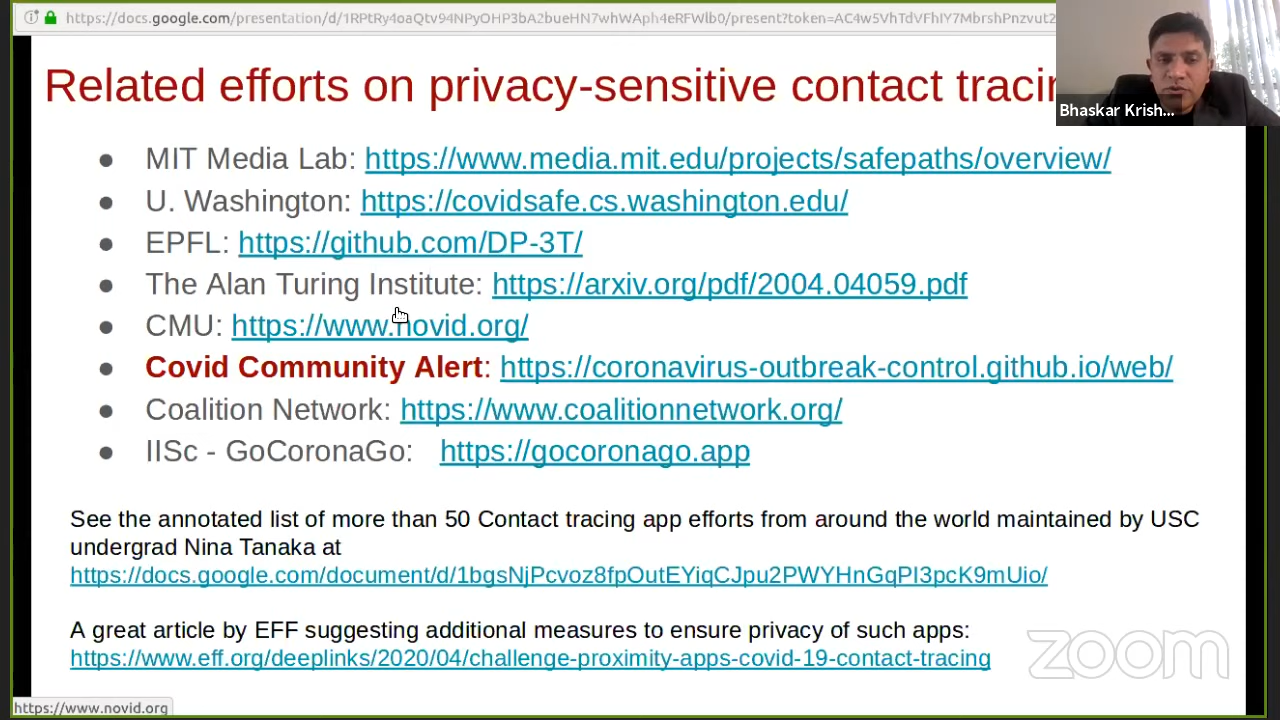 https://docs.google.com/presentation/d/1RPtRy4oaQtv94NPyOHP3bA2bueHN7whWAph4eRFWlb0/present?token=AC4w5VhTdVFhIY7MbrshPnzvut2
Related efforts on privacy-sensitive contact tracin
Bhaskar Krish...
● MIT Media Lab: https://www.media.mit.edu/projects/safepaths/overview/
● U. Washington: https://covidsafe.cs.washington.edu/
● EPFL: https://github.com/DP-3T/
● The Alan Turing Institute: https://arxiv.org/pdf/2004.04059.pdf
● CMU: https://www.novid.org/
● Covid Community Alert: https://coronavirus-outbreak-control.github.io/web/
● Coalition Network: https://www.coalitionnetwork.org/
● IISc - GoCoronaGo: https://gocoronago.app
See the annotated list of more than 50 Contact tracing app efforts from around the world maintained by USC
undergrad Nina Tanaka at
https://docs.google.com/document/d/1bgsNjPcvoz8fpOutEYiqCJpu2PWYHnGqPI3pcK9mUio/
A great article by EFF suggesting additional measures to ensure privacy of such apps:
https://www.eff.org/deeplinks/2020/04/challenge-proximity-apps-covid-19-contact-tracing
zoom
https://www.novid.org